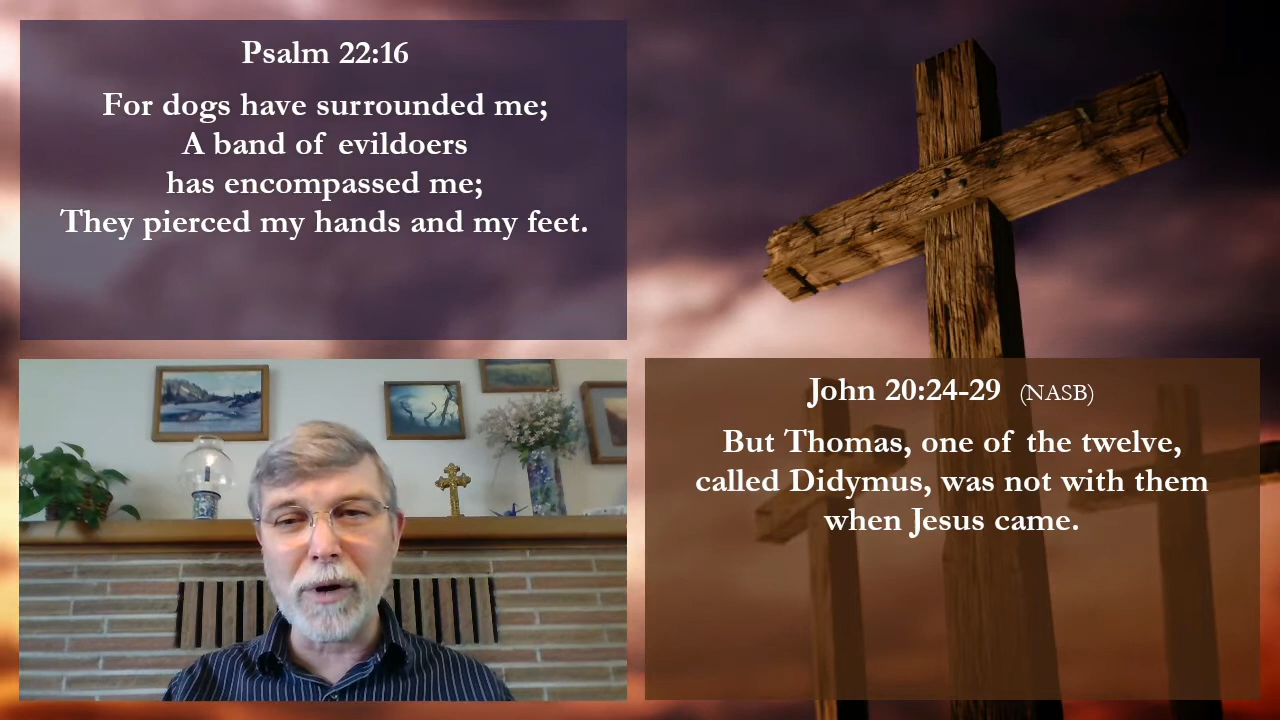 Psalm 22:16
For dogs have surrounded me;
A band of evildoers
has encompassed me;
They pierced my hands and my feet.
John 20:24-29 (NASB)
But Thomas, one of the twelve,
called Didymus, was not with them
when Jesus came.